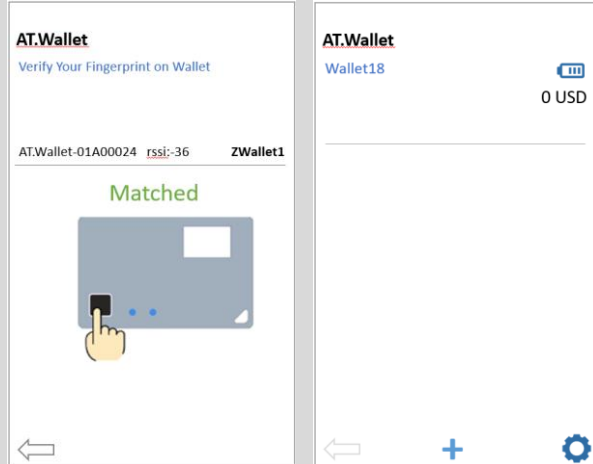 AT.Wallet
Verify Your Fingerprint on Wallet
AT.Wallet-01A00024 rssi:-36 ZWallet1
Matched
AT.Wallet
Wallet18
0 USD